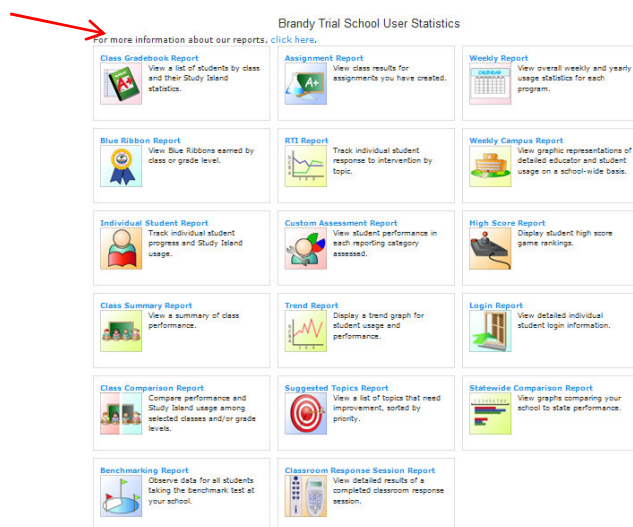 Brandy Trial School User Statistics
For more information about our reports, click here.
Class Gradebook Report
View a list of students by class
and their Study Island
statistics.
Assignment Report
View class results for
assignments you have created.
Weekly Report
View overall weekly and yearly
usage statistics for each
program.
Blue Ribbon Report
View Blue Ribbons earned by
class or grade level.
RTI Report
Track individual student
response to intervention by
topic.
Weekly Campus Report
View graphic representations of
detailed educator and student
usage on a school-wide basis.
Individual Student Report
Track individual student
progress and Study Island
usage.
Custom Assessment Report
View student performance in
each reporting category
assessed.
High Score Report
Display student high score
game rankings.
Class Summary Report
View a summary of class
performance.
Trend Report
Display a trend graph for
student usage and
performance.
Login Report
View detailed individual
student login information.
Class Comparison Report
Compare performance and
Study Island usage among
selected classes and/or grade
levels.
Suggested Topics Report
View a list of topics that need
improvement, sorted by
priority.
Statewide Comparison Report
View graphs comparing your
school to state performance.
Benchmarking Report
Observe data for all students
taking the benchmark test at
your school.
Classroom Response Session Report
View detailed results of a
completed classroom response
session.